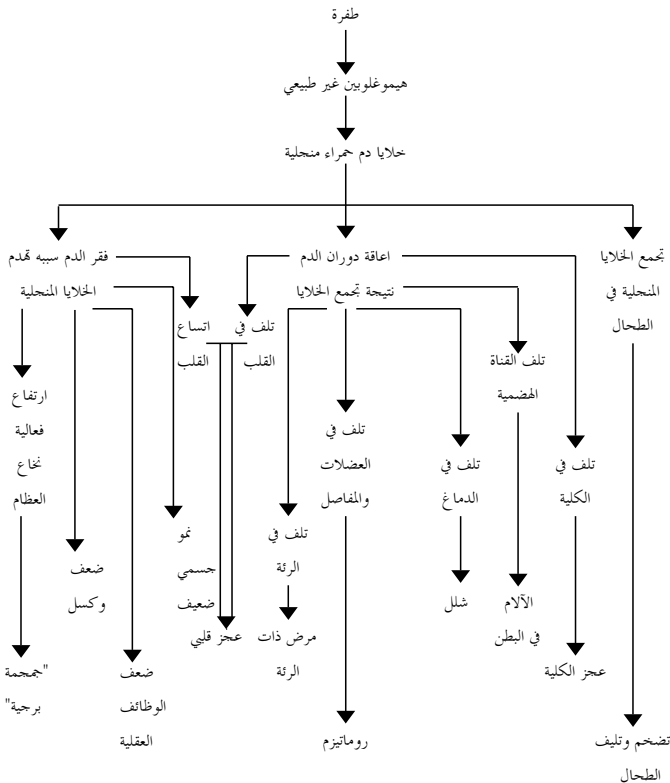 طفرة
هيموغلوبين غير طبيعي
خلايا دم حمراء منجلية
تجمع الخلايا
المنجلية في
الطحال
اعاقة دوران الدم
نتيجة تجمع الخلايا
فقر الدم سببه تهدم
الخلايا المنجلية
تلف في
القلب
اتساع
القلب
تلف القناة
الهضمية
ارتفاع
فعالية
نخاع
العظام
تلف في
العضلات
والمفاصل
تلف في
الدماغ
تلف في
الكلية
تلف في
الرئة
نمو
جسمي
ضعيف
ضعف
وكسل
شلل
الآلام
في البطن
عجز قلبي
مرض ذات
الرئة
عجز الكلية
ضعف
الوظائف
العقلية
"جمجمة
برجية"
روماتيزم
تضخم وتليف
الطحال